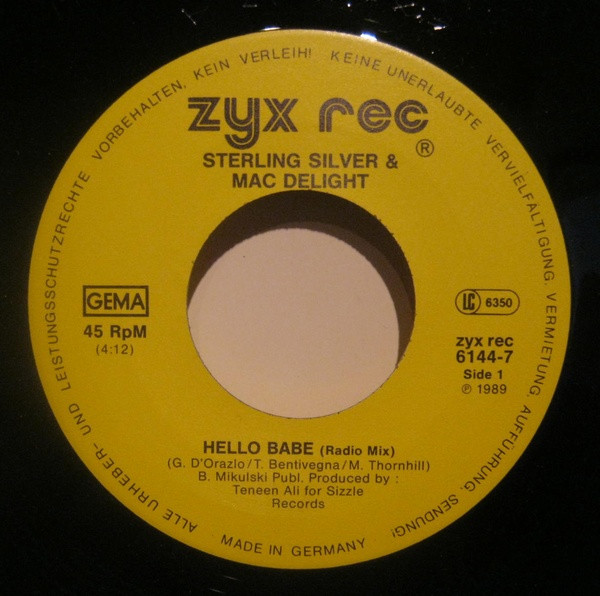 ALLE URHEBER- UND LEISTUNGSSCHUTZRECHTE VORBEHALTEN, KEIN VERLEIH! KEINE UNERLAUBTE VERVIELFÄLTIGUNG, VERMIETUNG, AUFFÜHRUNG, SENDUNG!
zyx rec
®
STERLING SILVER &
MAC DELIGHT
GEMA
45 RpM
(4:12)
LC 6350
zyx rec
6144-7
Side 1
℗ 1989
HELLO BABE (Radio Mix)
(G. D'Orazlo/T. Bentivegna/M. Thornhill)
B. Mikulski Publ. Produced by :
Teneen Ali for Sizzle
Records
MADE IN GERMANY